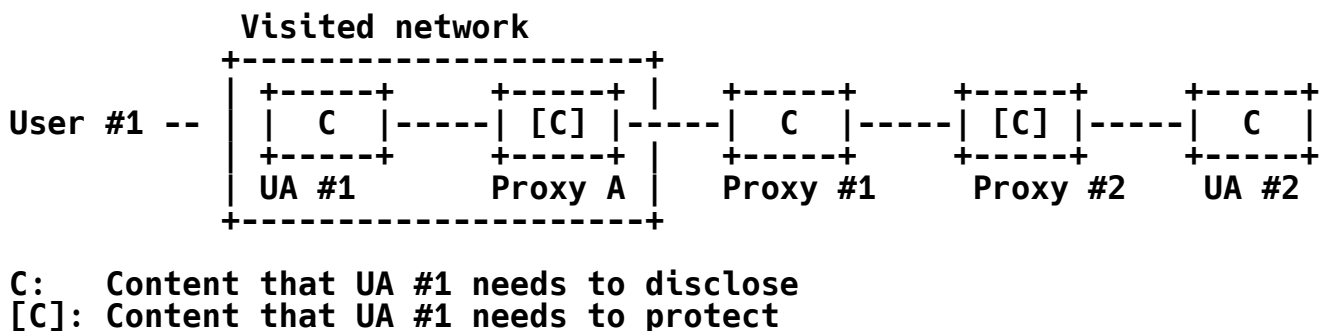 Visited network
           +---------------------+
           | +-----+     +-----+ |   +-----+     +-----+     +-----+
User #1 -- | |  C  |-----| [C] |-----|  C  |-----| [C] |-----|  C  |
           | +-----+     +-----+ |   +-----+     +-----+     +-----+
           | UA #1       Proxy A |   Proxy #1     Proxy #2    UA #2
           +---------------------+
C:   Content that UA #1 needs to disclose
[C]: Content that UA #1 needs to protect